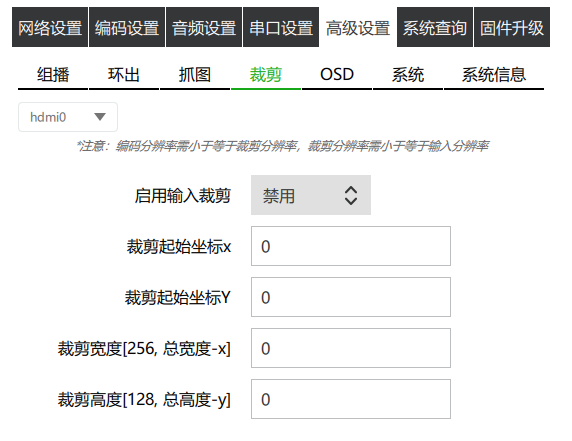 网络设置 编码设置 音频设置 串口设置 高级设置 系统查询 固件升级
组播 环出 抓图 裁剪 OSD 系统 系统信息
hdmi0
*注意：编码分辨率需小于等于裁剪分辨率，裁剪分辨率需小于等于输入分辨率
启用输入裁剪 禁用
裁剪起始坐标x 0
裁剪起始坐标Y 0
裁剪宽度[256, 总宽度-x] 0
裁剪高度[128, 总高度-y] 0